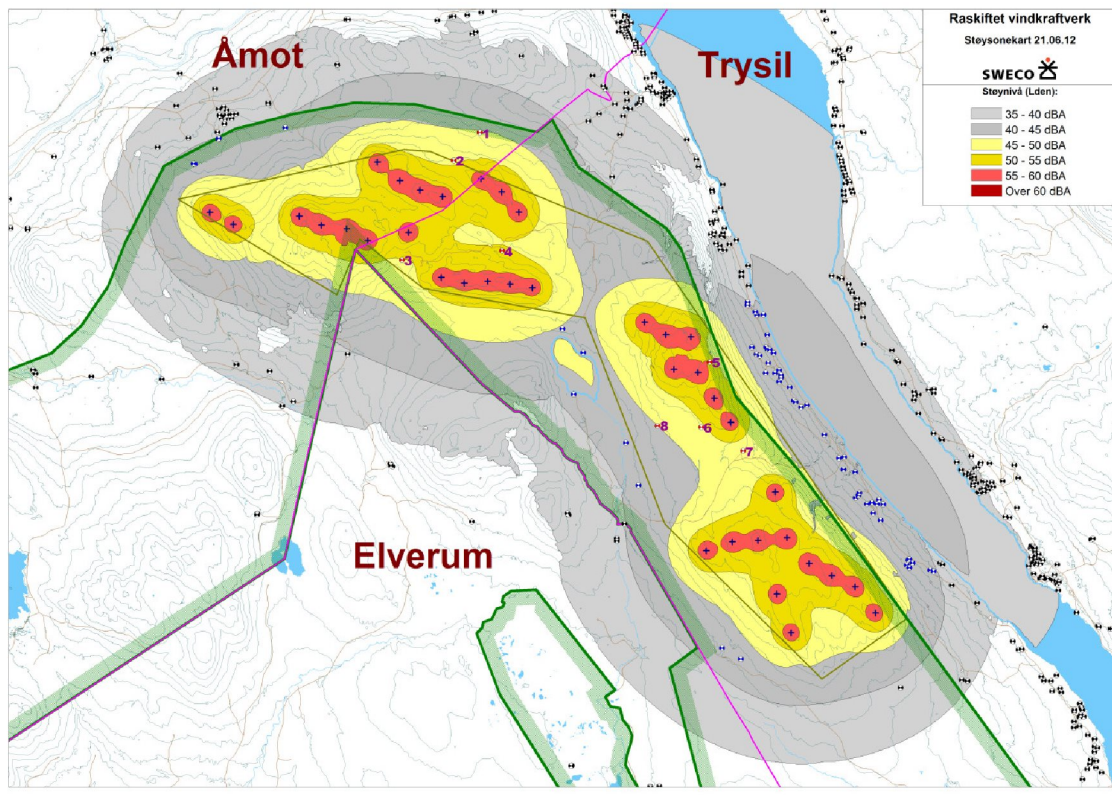 Åmot
Trysil
Elverum
Raskiftet vindkraftverk
Støysonekart 21.06.12
SWECO
Støynivå (Lden):
35 - 40 dBA
40 - 45 dBA
45 - 50 dBA
50 - 55 dBA
55 - 60 dBA
Over 60 dBA
1
2
3
4
5
6
8
7